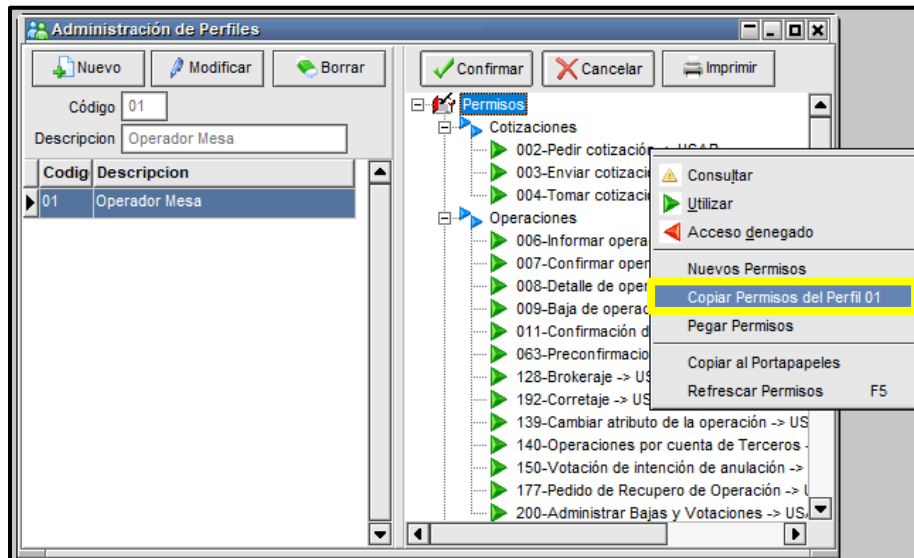 Administración de Perfiles
Nuevo Modificar Borrar
Código 01
Descripcion Operador Mesa
Codig Descripcion
01 Operador Mesa
Confirmar Cancelar Imprimir
Permisos
Cotizaciones
002-Pedir cotización -> USAR
003-Enviar cotizaci
004-Tomar cotizaci
Operaciones
006-Informar opera
007-Confirmar oper
008-Detalle de oper
009-Baja de operac
011-Confirmación d
063-Preconfirmacio
128-Brokeraje -> US
192-Corretaje -> US
139-Cambiar atributo de la operación -> US
140-Operaciones por cuenta de Terceros -
150-Votación de intención de anulación ->
177-Pedido de Recupero de Operación -> U
200-Administrar Bajas y Votaciones -> USA
Consultar
Utilizar
Acceso denegado
Nuevos Permisos
Copiar Permisos del Perfil 01
Pegar Permisos
Copiar al Portapapeles
Refrescar Permisos F5